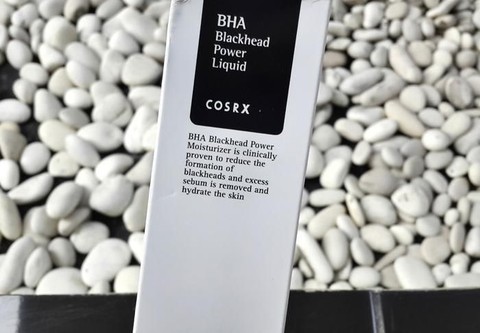 BHA
Blackhead
Power
Liquid
COSRX
BHA Blackhead Power
Moisturizer is clinically
proven to reduce the
formation of
blackheads and excess
sebum is removed and
hydrate the skin